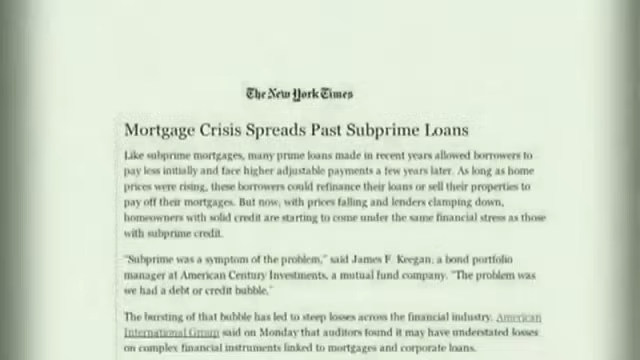 The New York Times
Mortgage Crisis Spreads Past Subprime Loans
Like subprime mortgages, many prime loans made in recent years allowed borrowers to
pay less initially and face higher adjustable payments a few years later. As long as home
prices were rising, these borrowers could refinance their loans or sell their properties to
pay off their mortgages. But now, with prices falling and lenders clamping down,
homeowners with solid credit are starting to come under the same financial stress as those
with subprime credit.
"Subprime was a symptom of the problem," said James F. Keegan, a bond portfolio
manager at American Century Investments, a mutual fund company. "The problem was
we had a debt or credit bubble."
The bursting of that bubble has led to steep losses across the financial industry. American
International Group said on Monday that auditors found it may have understated losses
on complex financial instruments linked to mortgages and corporate loans.